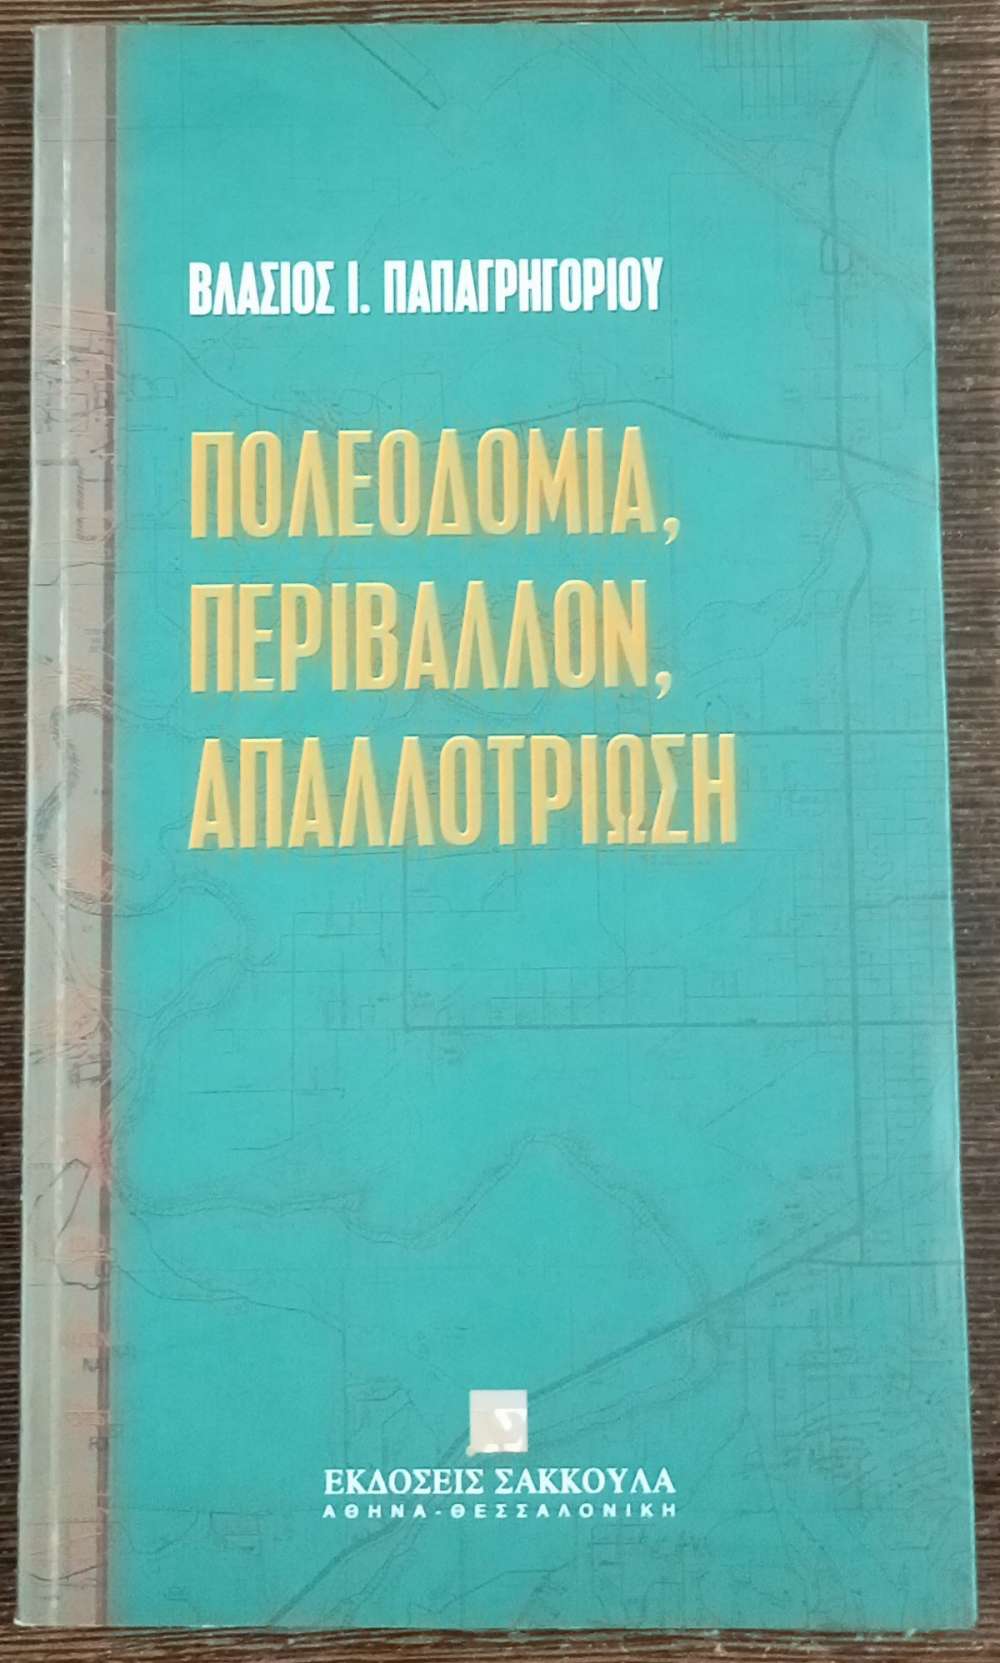 ΒΛΑΣΙΟΣ Ι. ΠΑΠΑΓΡΗΓΟΡΙΟΥ
ΠΟΛΕΟΔΟΜΙΑ,
ΠΕΡΙΒΑΛΛΟΝ,
ΑΠΑΛΛΟΤΡΙΩΣΗ
ΕΚΔΟΣΕΙΣ ΣΑΚΚΟΥΛΑ
ΑΘΗΝΑ-ΘΕΣΣΑΛΟΝΙΚΗ